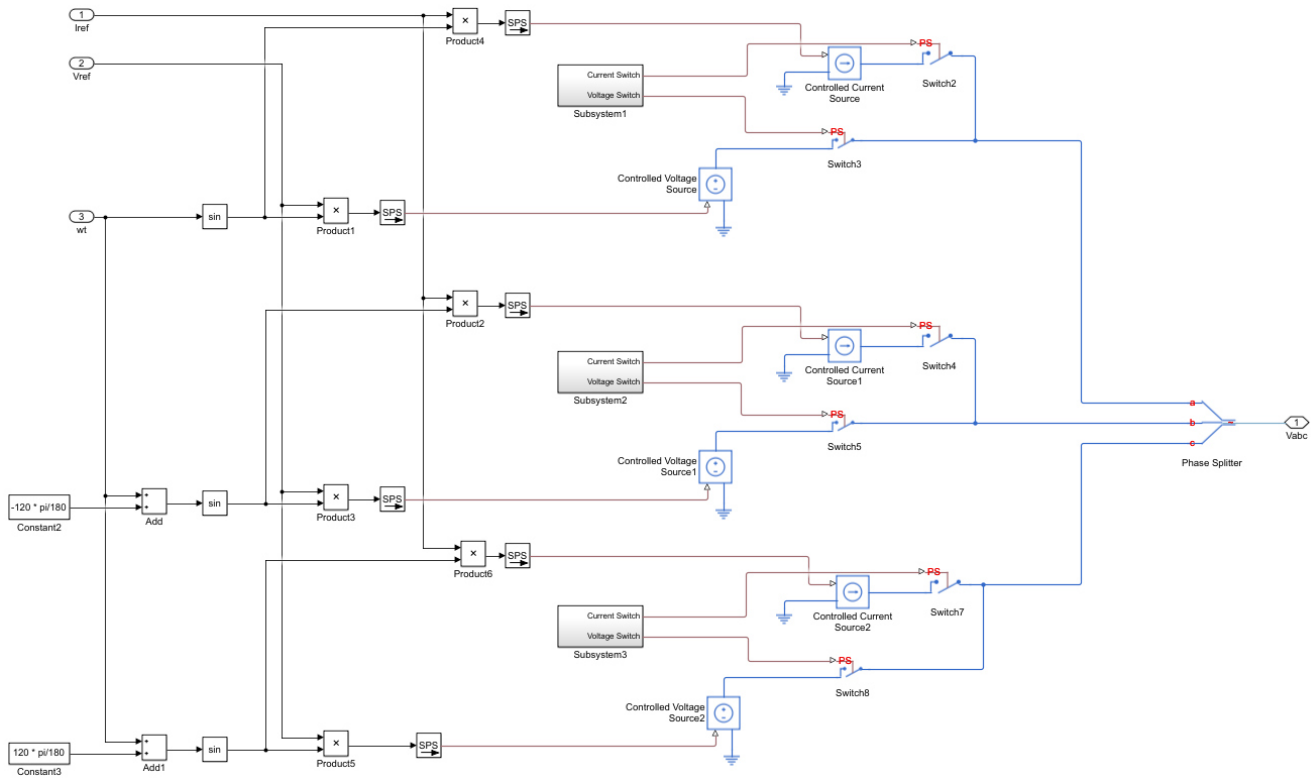 1
Iref
×
Product4
SPS
PS
Switch2
Controlled Current
Source
2
Vref
Current Switch
Voltage Switch
Subsystem1
PS
Switch3
Controlled Voltage
Source
3
wt
sin
×
Product1
SPS
×
Product2
SPS
PS
Switch4
Controlled Current
Source1
Current Switch
Voltage Switch
Subsystem2
PS
Switch5
Controlled Voltage
Source1
a
b
c
~
Phase Splitter
1
Vabc
-120 * pi/180
Constant2
+
+
Add
sin
×
Product3
SPS
×
Product6
SPS
PS
Switch7
Controlled Current
Source2
Current Switch
Voltage Switch
Subsystem3
PS
Switch8
Controlled Voltage
Source2
120 * pi/180
Constant3
+
+
Add1
sin
×
Product5
SPS